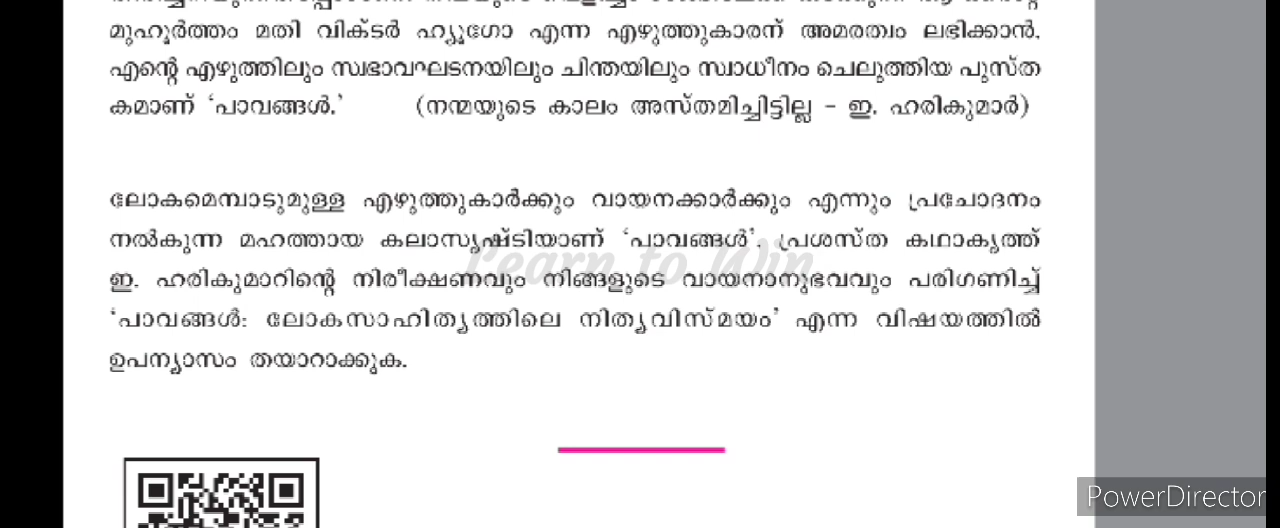 മുഹൂർത്തം മതി വിക്ടർ ഹ്യൂഗോ എന്ന എഴുത്തുകാരന് അമരത്വം ലഭിക്കാൻ.
എന്റെ എഴുത്തിലും സ്വഭാവഘടനയിലും ചിന്തയിലും സ്വാധീനം ചെലുത്തിയ പുസ്ത
കമാണ് ‘പാവങ്ങൾ.’ (നന്മയുടെ കാലം അസ്തമിച്ചിട്ടില്ല – ഇ. ഹരികുമാർ)
ലോകമെമ്പാടുമുള്ള എഴുത്തുകാർക്കും വായനക്കാർക്കും എന്നും പ്രചോദനം
നൽകുന്ന മഹത്തായ കലാസൃഷ്ടിയാണ് ‘പാവങ്ങൾ’. പ്രശസ്ത കഥാകൃത്ത്
ഇ. ഹരികുമാറിന്റെ നിരീക്ഷണവും നിങ്ങളുടെ വായനാനുഭവവും പരിഗണിച്ച്
‘പാവങ്ങൾ: ലോകസാഹിത്യത്തിലെ നിത്യവിസ്മയം’ എന്ന വിഷയത്തിൽ
ഉപന്യാസം തയാറാക്കുക.
Learn to Win
PowerDirector